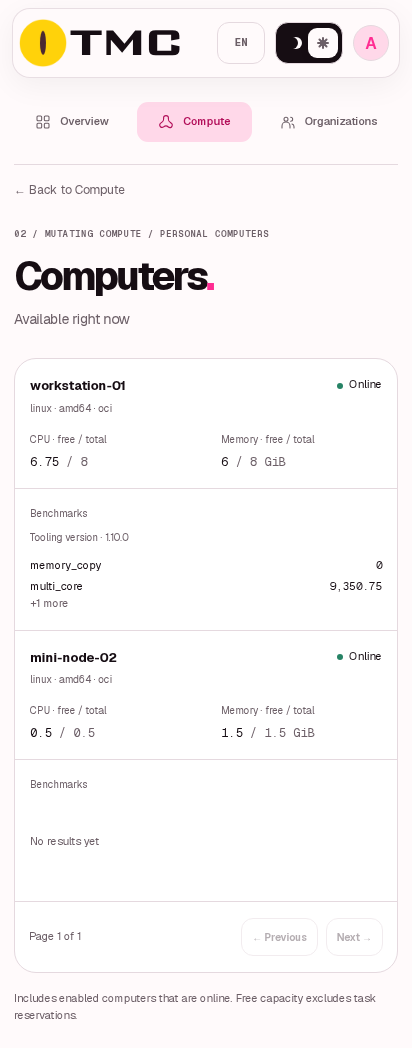 TMC
EN
A
Overview
Compute
Organizations
← Back to Compute
02 / MUTATING COMPUTE / PERSONAL COMPUTERS
Computers.
Available right now
workstation-01
Online
linux · amd64 · oci
CPU · free / total
Memory · free / total
6.75 / 8
6 / 8 GiB
Benchmarks
Tooling version · 1.10.0
memory_copy
0
multi_core
9,350.75
+1 more
mini-node-02
Online
linux · amd64 · oci
CPU · free / total
Memory · free / total
0.5 / 0.5
1.5 / 1.5 GiB
Benchmarks
No results yet
Page 1 of 1
← Previous
Next →
Includes enabled computers that are online. Free capacity excludes task
reservations.